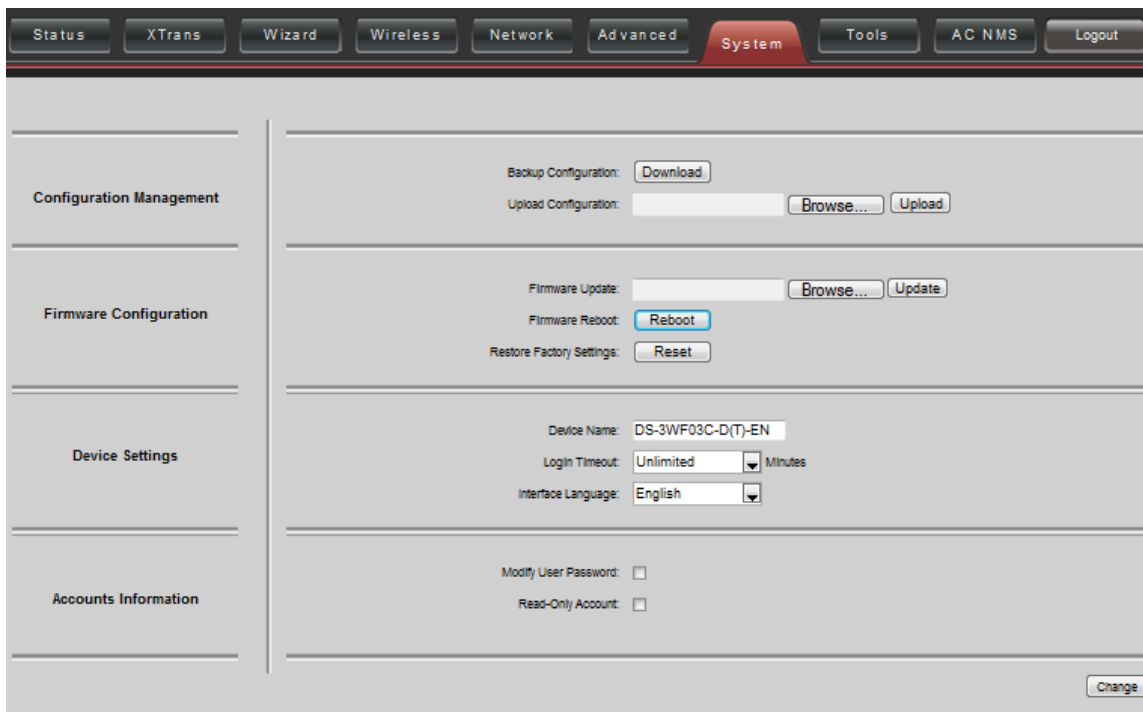 Status XTrans Wizard Wireless Network Advanced System Tools AC NMS Logout
Configuration Management
Backup Configuration: Download
Upload Configuration: Browse... Upload
Firmware Configuration
Firmware Update: Browse... Update
Firmware Reboot: Reboot
Restore Factory Settings: Reset
Device Settings
Device Name: DS-3WF03C-D(T)-EN
Login Timeout: Unlimited Minutes
Interface Language: English
Accounts Information
Modify User Password:
Read-Only Account:
Change